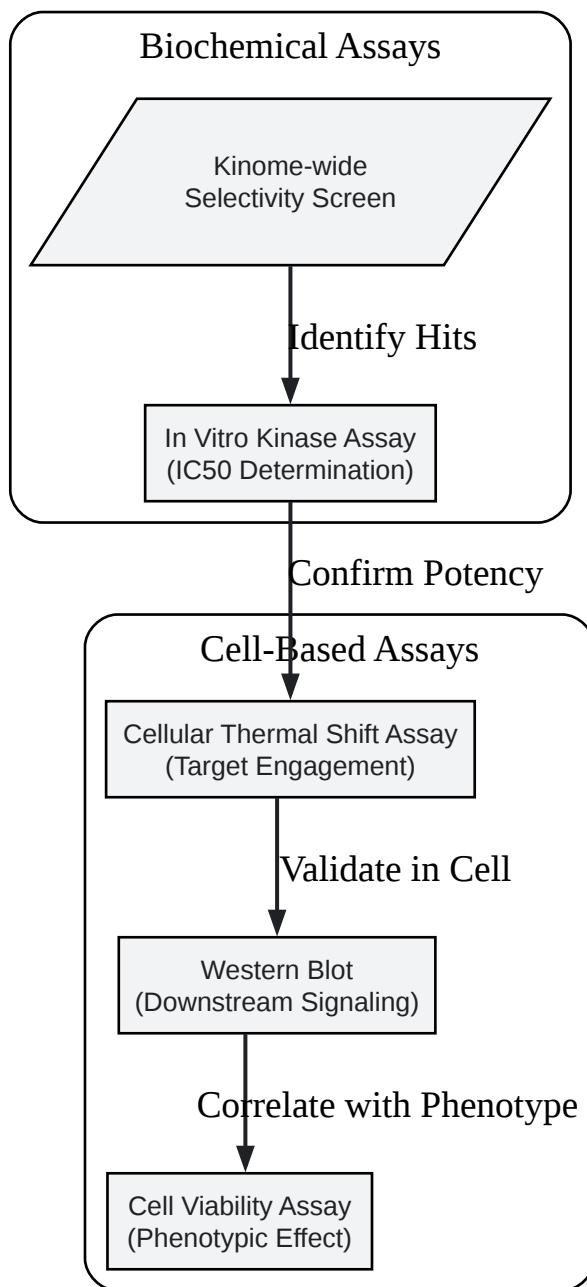 Biochemical Assays
Kinome-wide
Selectivity Screen
Identify Hits
In Vitro Kinase Assay
(IC50 Determination)
Confirm Potency
Cell-Based Assays
Cellular Thermal Shift Assay
(Target Engagement)
Validate in Cell
Western Blot
(Downstream Signaling)
Correlate with Phenotype
Cell Viability Assay
(Phenotypic Effect)